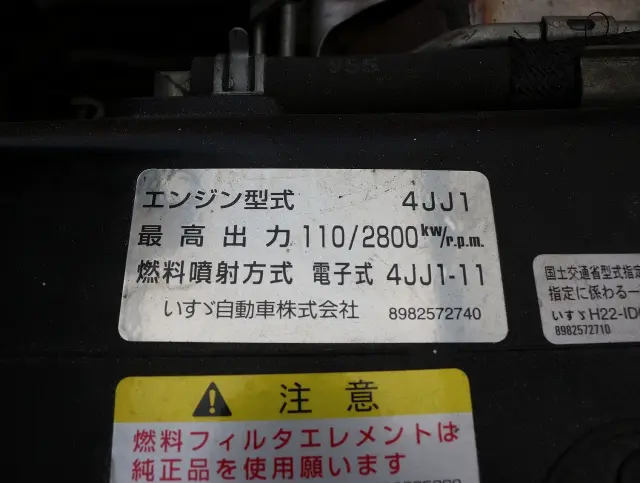 エンジン型式 4JJ1
最高出力 110/2800 kw/r.p.m.
燃料噴射方式 電子式 4JJ1-11
いすゞ自動車株式会社 8982572740
国土交通省型式指定
指定に係わる一
いすゞH22-ID
8982572710
注意
燃料フィルタエレメントは
純正品を使用願います